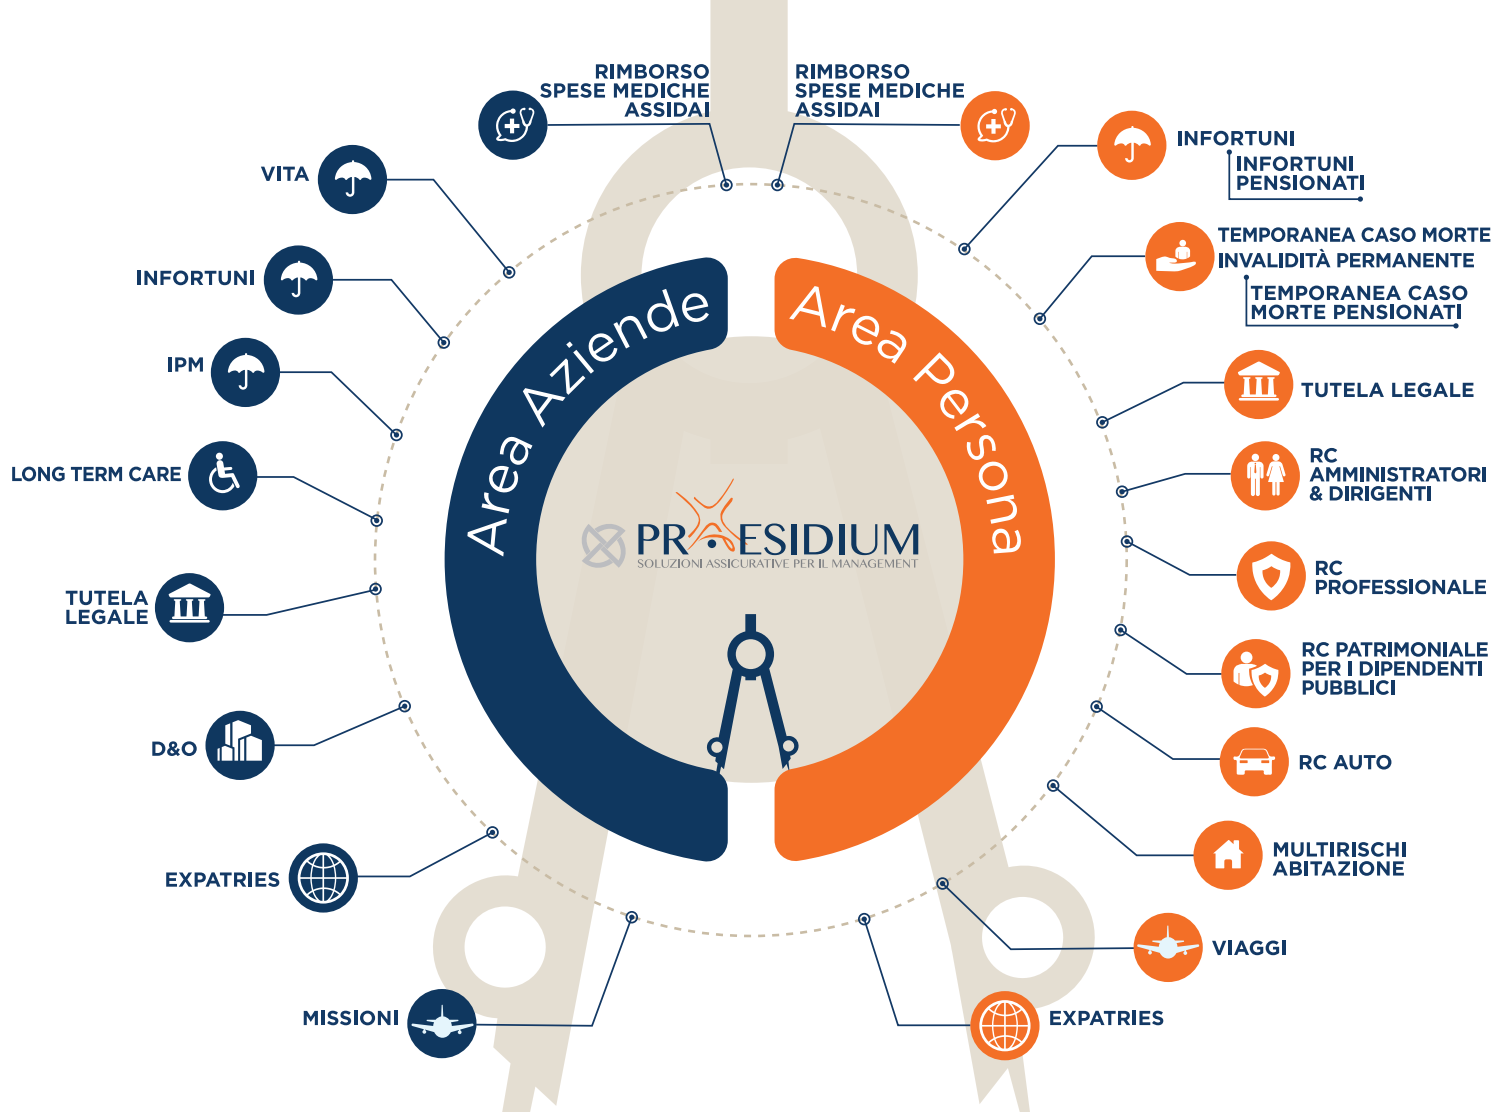 RIMBORSO
SPESE MEDICHE
ASSIDAI
VITA
INFORTUNI
IPM
LONG TERM CARE
TUTELA
LEGALE
D&O
EXPATRIES
MISSIONI
Area Aziende
Area Persona
PRÆSIDIUM
SOLUZIONI ASSICURATIVE PER IL MANAGEMENT
RIMBORSO
SPESE MEDICHE
ASSIDAI
INFORTUNI
INFORTUNI
PENSIONATI
TEMPORANEA CASO MORTE
INVALIDITÀ PERMANENTE
TEMPORANEA CASO
MORTE PENSIONATI
TUTELA LEGALE
RC
AMMINISTRATORI
& DIRIGENTI
RC
PROFESSIONALE
RC PATRIMONIALE
PER I DIPENDENTI
PUBBLICI
RC AUTO
MULTIRISCHI
ABITAZIONE
VIAGGI
EXPATRIES